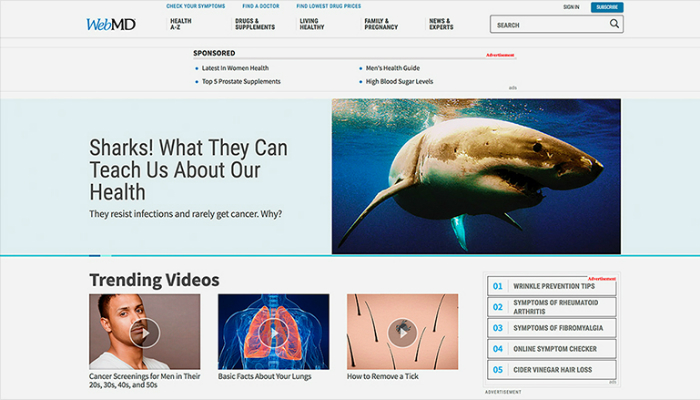 CHECK YOUR SYMPTOMS FIND A DOCTOR FIND LOWEST DRUG PRICES
SIGN IN SUBSCRIBE
WebMD
HEALTH
A-Z
DRUGS &
SUPPLEMENTS
LIVING
HEALTHY
FAMILY &
PREGNANCY
NEWS &
EXPERTS
SEARCH
SPONSORED
Advertisement
Latest In Women Health
Men's Health Guide
Top 5 Prostate Supplements
High Blood Sugar Levels
ads
Sharks! What They Can
Teach Us About Our
Health
They resist infections and rarely get cancer. Why?
Trending Videos
Cancer Screenings for Men in Their
20s, 30s, 40s, and 50s
Basic Facts About Your Lungs
How to Remove a Tick
Advertisement
01 WRINKLE PREVENTION TIPS
02 SYMPTOMS OF RHEUMATOID
ARTHRITIS
03 SYMPTOMS OF FIBROMYALGIA
04 ONLINE SYMPTOM CHECKER
05 CIDER VINEGAR HAIR LOSS
ads
ADVERTISEMENT